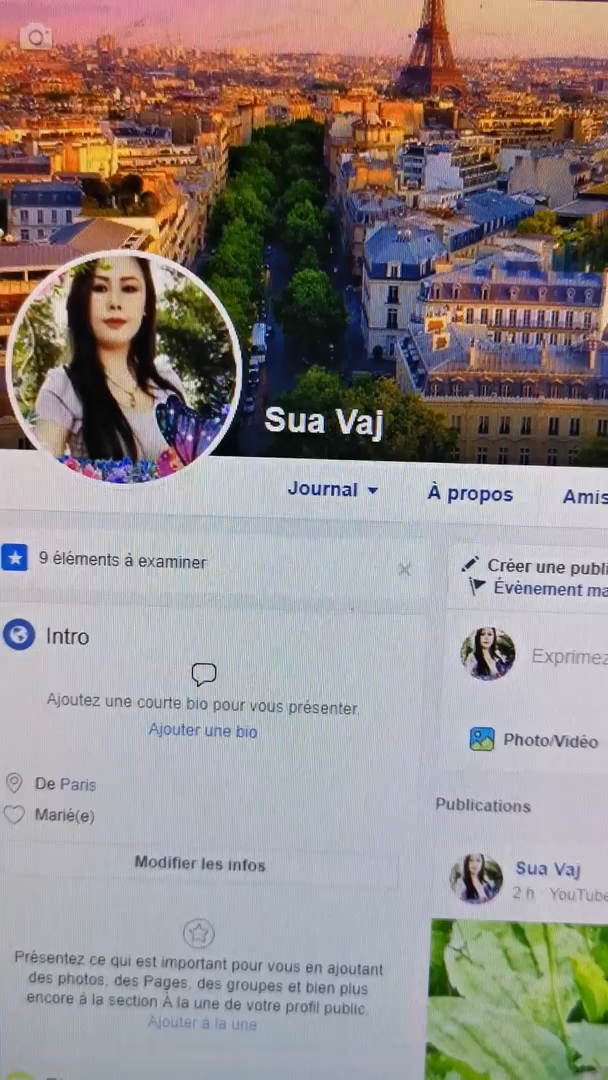 Sua Vaj
Journal
À propos
Amis
9 éléments à examiner
Intro
Ajoutez une courte bio pour vous présenter.
Ajouter une bio
De Paris
Marié(e)
Modifier les infos
Présentez ce qui est important pour vous en ajoutant
des photos, des Pages, des groupes et bien plus
encore à la section À la une de votre profil public.
Ajouter à la une
Créer une publi
Évènement ma
Exprimez
Photo/Vidéo
Publications
Sua Vaj
2 h · YouTube